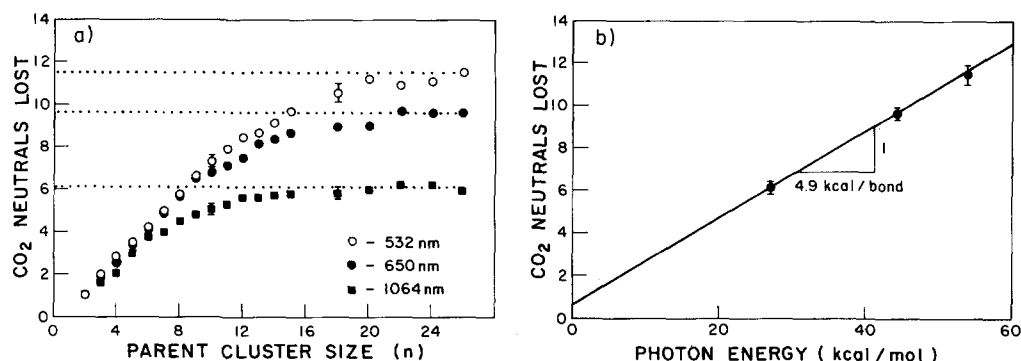 a)
CO2 NEUTRALS LOST
14
12
10
8
6
4
2
0
0 4 8 12 16 20 24
PARENT CLUSTER SIZE (n)
○ - 532 nm
● - 650 nm
■ - 1064 nm
b)
CO2 NEUTRALS LOST
14
12
10
8
6
4
2
0
0 20 40 60
PHOTON ENERGY (kcal/mol)
1
4.9 kcal/bond